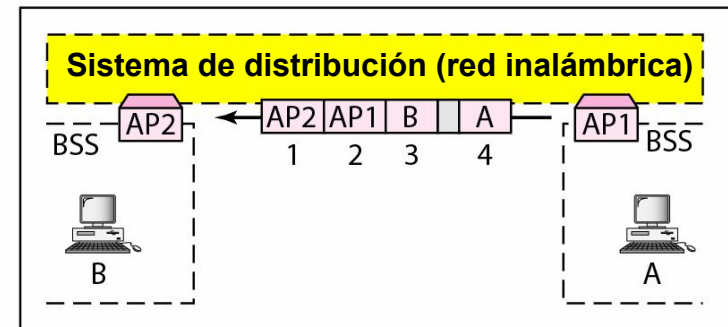 Sistema de distribución (red inalámbrica)
AP2 AP2 AP1 B A AP1
BSS 1 2 3 4 BSS
B A